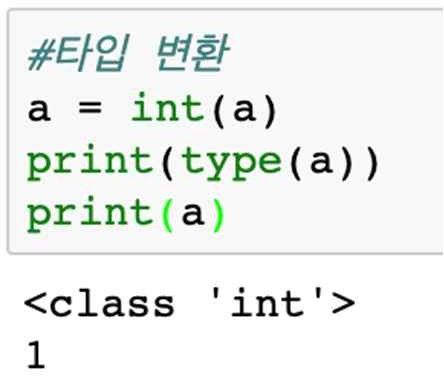 #타입 변환
a = int(a)
print(type(a))
print(a)
<class 'int'>
1